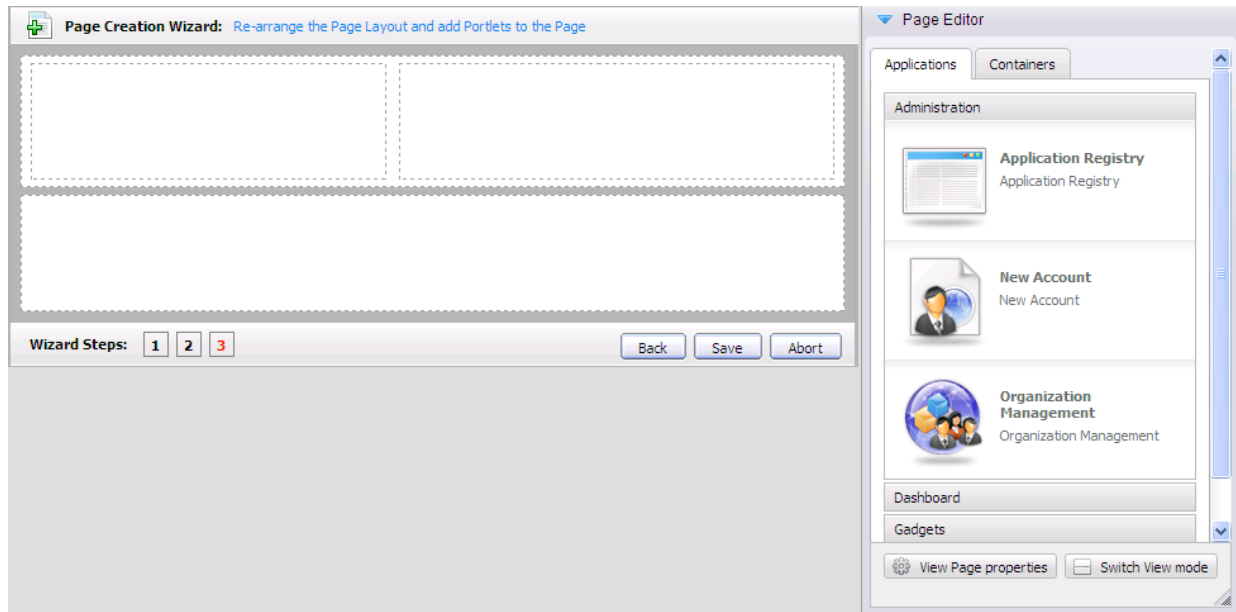 Page Creation Wizard: Re-arrange the Page Layout and add Portlets to the Page
Wizard Steps: 1 2 3
Back Save Abort
Page Editor
Applications Containers
Administration
Application Registry
Application Registry
New Account
New Account
Organization
Management
Organization Management
Dashboard
Gadgets
View Page properties Switch View mode